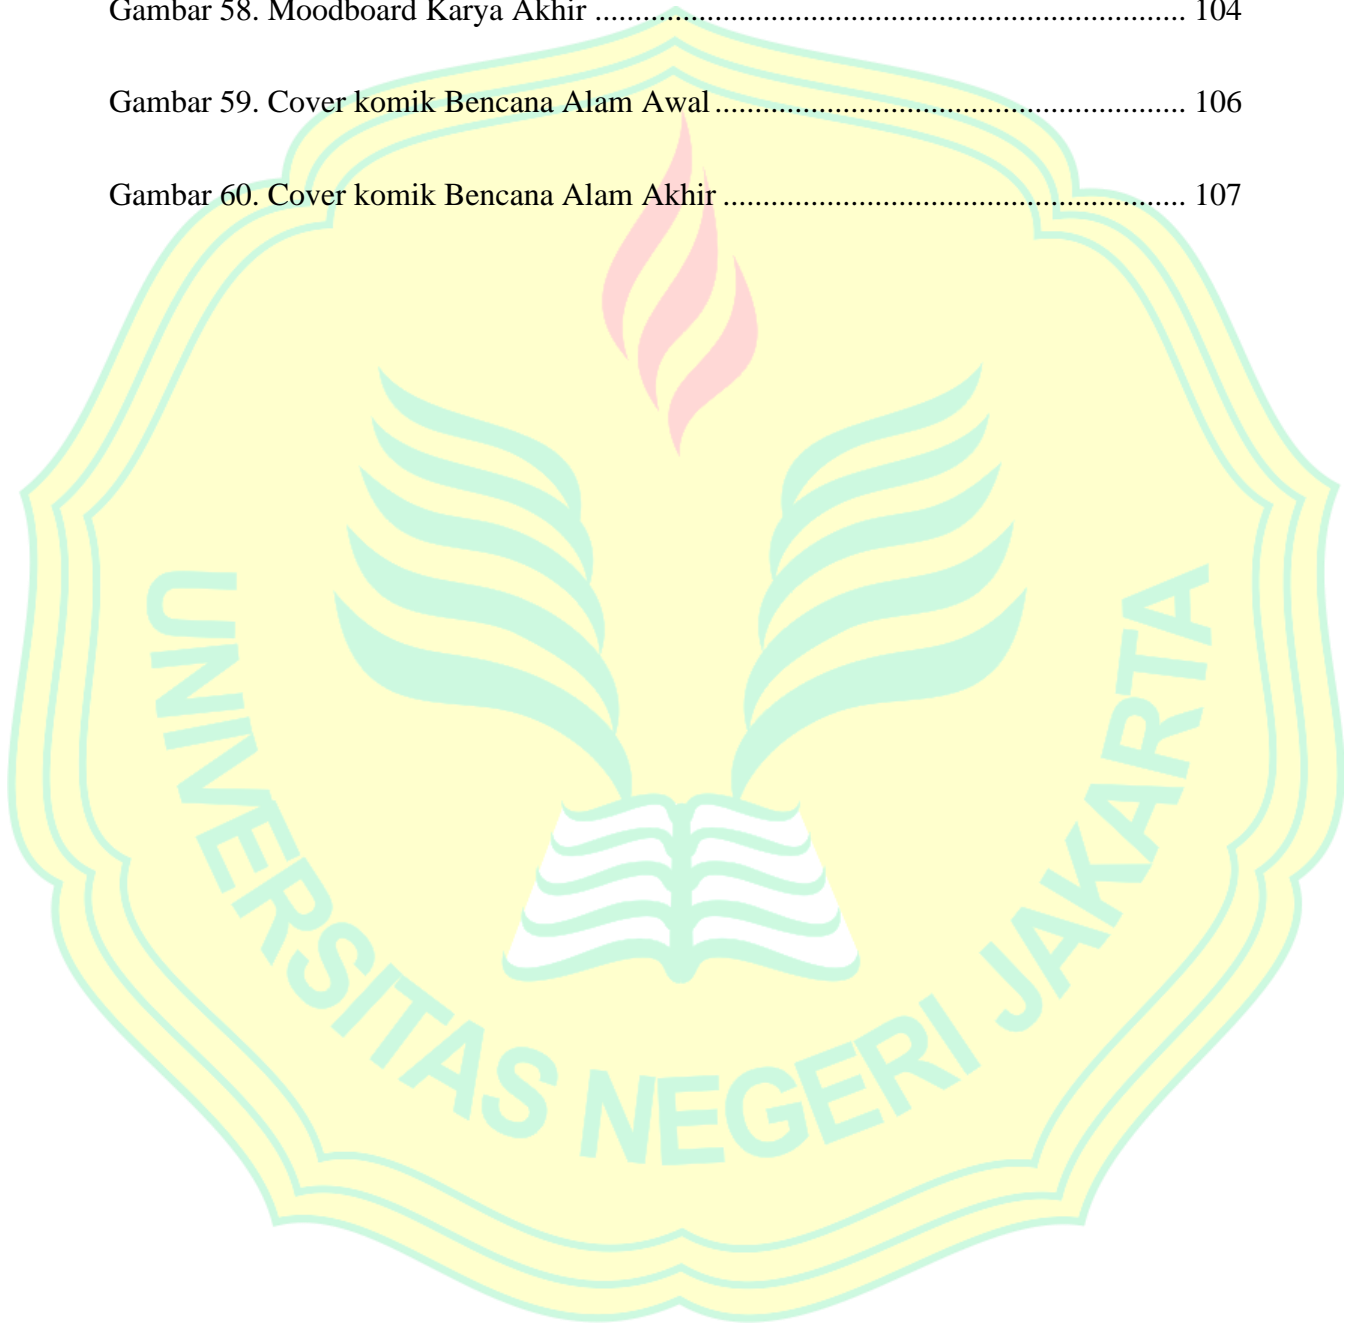 Gambar 58. Moodboard Karya Akhir ............................................................................ 104
Gambar 59. Cover komik Bencana Alam Awal ............................................................ 106
Gambar 60. Cover komik Bencana Alam Akhir ........................................................... 107
UNIVERSITAS NEGERI JAKARTA